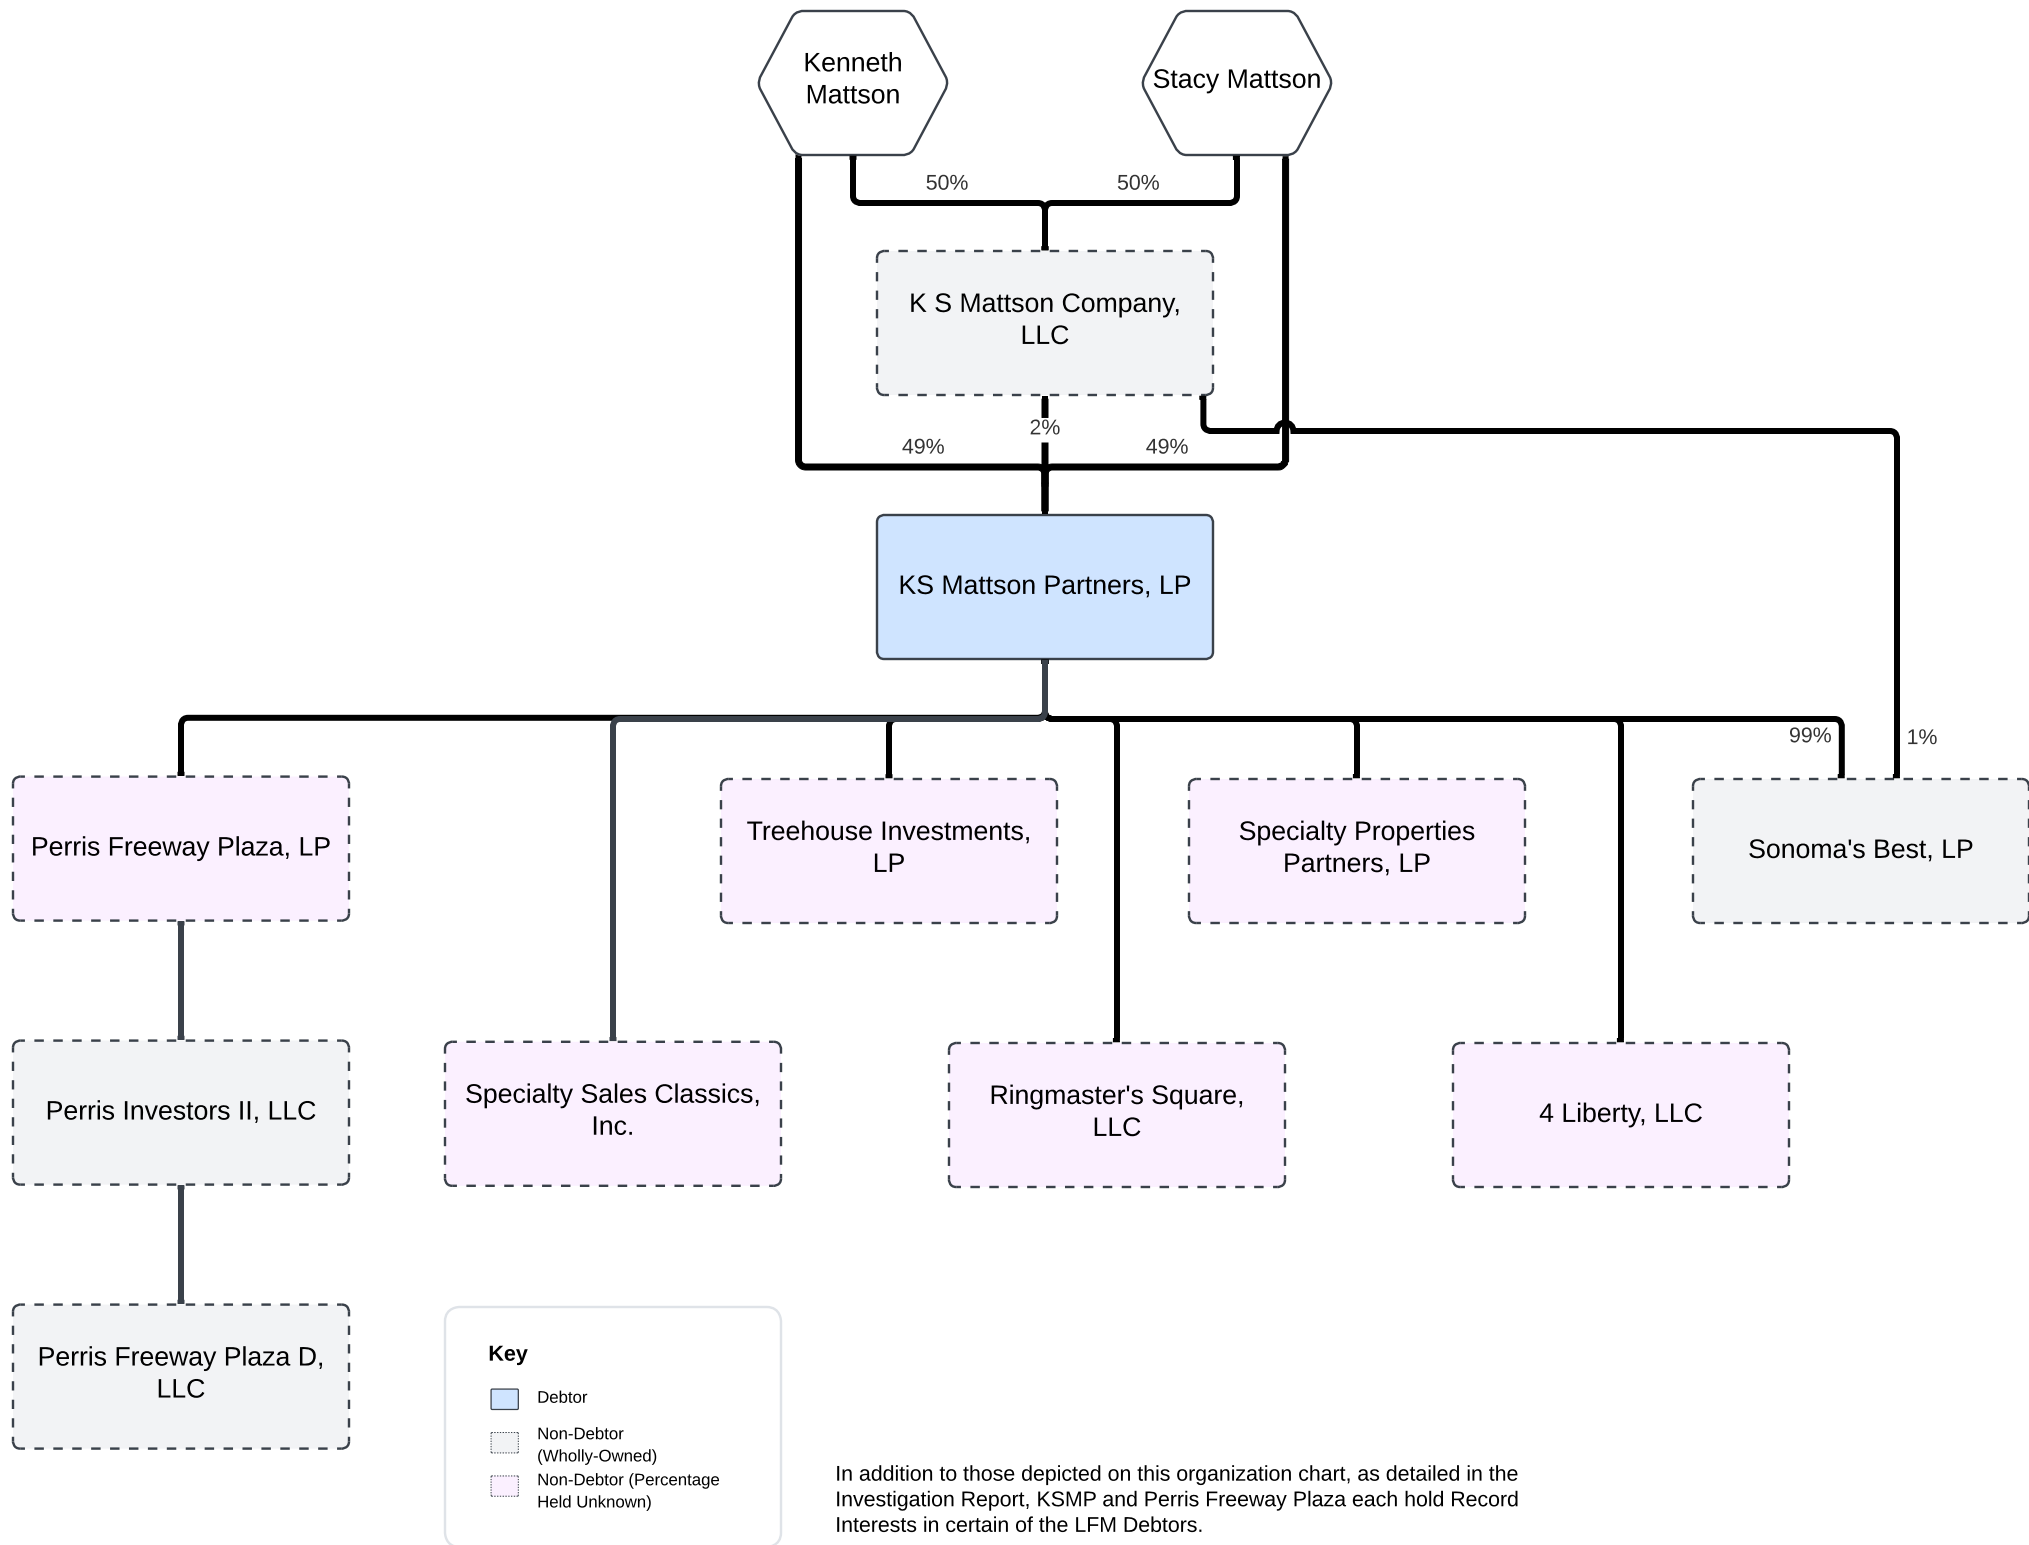 Kenneth
Mattson
Stacy Mattson
50%
50%
K S Mattson Company,
LLC
2%
49%
49%
KS Mattson Partners, LP
99%
1%
Perris Freeway Plaza, LP
Treehouse Investments,
LP
Specialty Properties
Partners, LP
Sonoma's Best, LP
Perris Investors II, LLC
Specialty Sales Classics,
Inc.
Ringmaster's Square,
LLC
4 Liberty, LLC
Perris Freeway Plaza D,
LLC
Key
Debtor
Non-Debtor
(Wholly-Owned)
Non-Debtor (Percentage
Held Unknown)
In addition to those depicted on this organization chart, as detailed in the
Investigation Report, KSMP and Perris Freeway Plaza each hold Record
Interests in certain of the LFM Debtors.